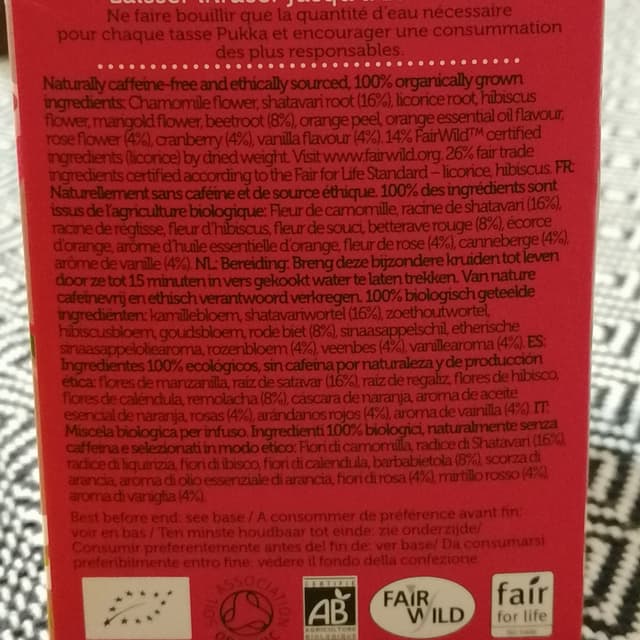 Laisser infuser jusqu'à
Ne faire bouillir que la quantité d'eau nécessaire
pour chaque tasse Pukka et encourager une consummation
des plus responsables.
Naturally caffeine-free and ethically sourced, 100% organically grown
ingredients: Chamomile flower, shatavari root (16%), licorice root, hibiscus
flower, marigold flower, beetroot (8%), orange peel, orange essential oil flavour,
rose flower (4%), cranberry (4%), vanilla flavour (4%). 14% FairWild™ certified
ingredients (licorice) by dried weight. Visit www.fairwild.org. 26% fair trade
ingredients certified according to the Fair for Life Standard – licorice, hibiscus. FR:
Naturellement sans caféine et de source éthique. 100% des ingrédients sont
issus de l'agriculture biologique: Fleur de camomille, racine de shatavari (16%),
racine de réglisse, fleur d'hibiscus, fleur de souci, betterave rouge (8%), écorce
d'orange, arôme d'huile essentielle d'orange, fleur de rose (4%), canneberge (4%),
arôme de vanille (4%). NL: Bereiding: Breng deze bijzondere kruiden tot leven
door ze tot 15 minuten in vers gekookt water te laten trekken. Van nature
cafeïnevrij en ethisch verantwoord verkregen. 100% biologisch geteelde
ingrediënten: kamillebloem, shatavariwortel (16%), zoethoutwortel,
hibiscusbloem, goudsbloem, rode biet (8%), sinaasappelschil, etherische
sinaasappeloliearoma, rozenbloem (4%), veenbes (4%), vanillearoma (4%). ES:
Ingredientes 100% ecológicos, sin cafeína por naturaleza y de producción
ética: flores de manzanilla, raíz de satavar (16%), raíz de regaliz, flores de hibisco,
flores de caléndula, remolacha (8%), cáscara de naranja, aroma de aceite
esencial de naranja, rosas (4%), arándanos rojos (4%), aroma de vainilla (4%). IT:
Miscela biologica per infuso. Ingredienti 100% biologici, naturalmente senza
caffeina e selezionati in modo etico: Fiori di camomilla, radice di Shatavari (16%),
radice di liquirizia, fiori di ibisco, fiori di calendula, barbabietola (8%), scorza di
arancia, aroma di olio essenziale di arancia, fiori di rosa (4%), mirtillo rosso (4%),
aroma di vaniglia (4%).
Best before end: see base / A consommer de préférence avant fin:
voir en bas / Ten minste houdbaar tot einde: zie onderzijde/
Consumir preferentemente antes del fin de: ver base/ Da consumarsi
preferibilmente entro fine: vedere il fondo della confezione
SOIL ASSOCIATION
CERTIFIÉ
AB
AGRICULTURE
BIOLOGIQUE
FAIR
WILD
fair
for life